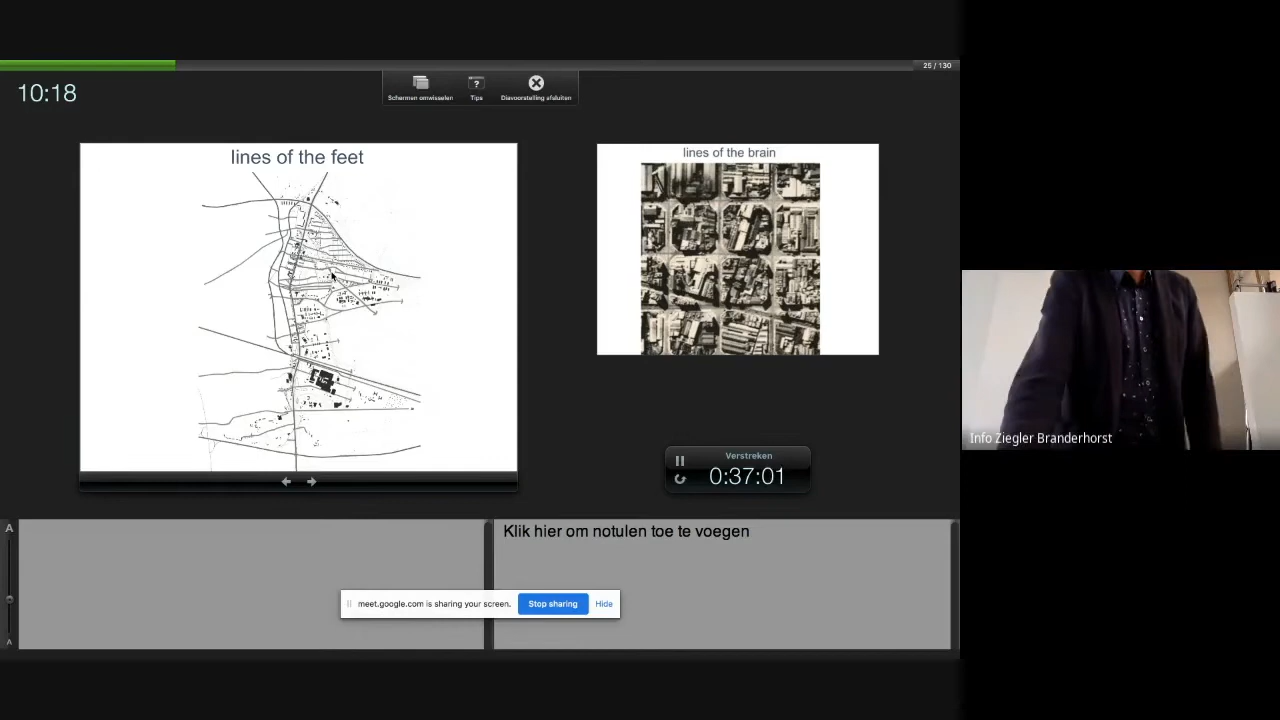 25 / 130
10:18
Schermen omwisselen
Tips
Diavoorstelling afsluiten
lines of the feet
lines of the brain
Info Ziegler Branderhorst
Verstreken
0:37:01
A
Klik hier om notulen toe te voegen
meet.google.com is sharing your screen.
Stop sharing
Hide
A